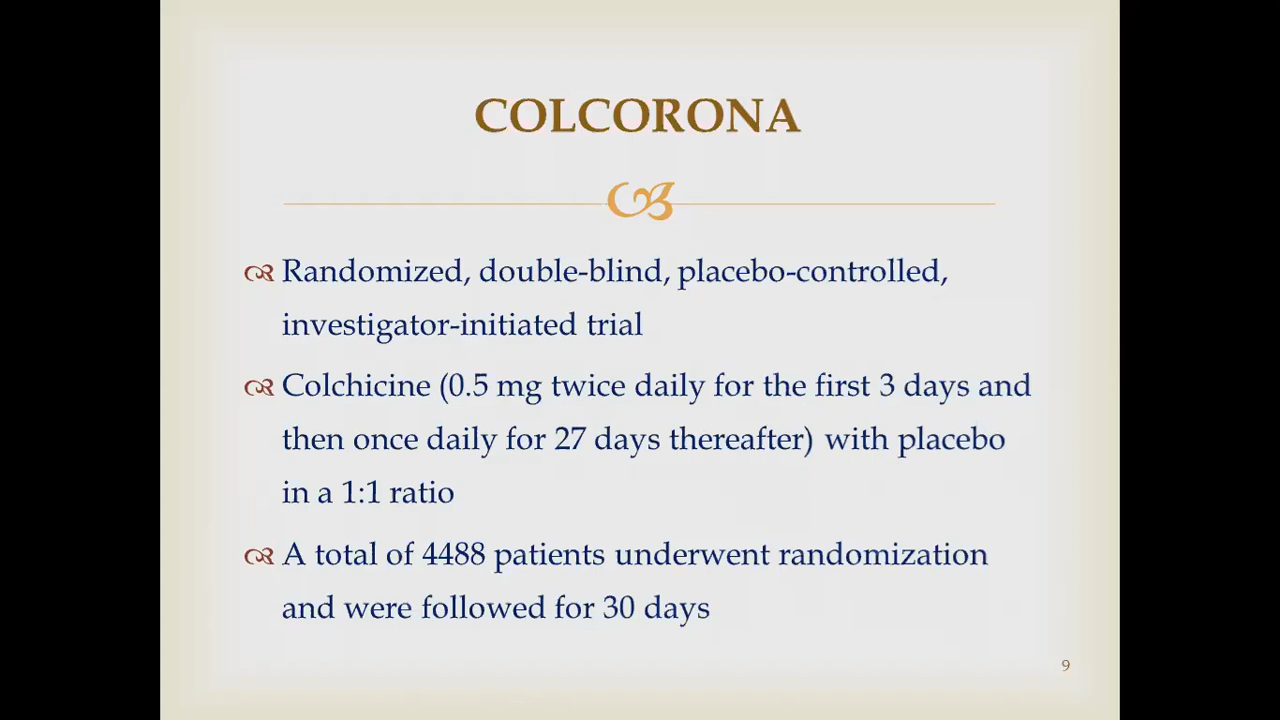 COLCORONA
Randomized, double-blind, placebo-controlled,
investigator-initiated trial
Colchicine (0.5 mg twice daily for the first 3 days and
then once daily for 27 days thereafter) with placebo
in a 1:1 ratio
A total of 4488 patients underwent randomization
and were followed for 30 days
9